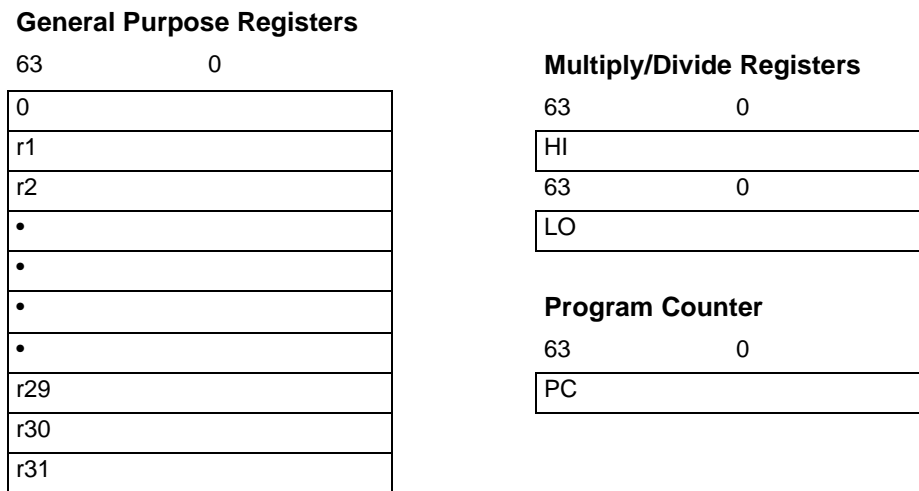 General Purpose Registers
63 0
0
r1
r2
•
•
•
•
r29
r30
r31
Multiply/Divide Registers
63 0
HI
63 0
LO
Program Counter
63 0
PC